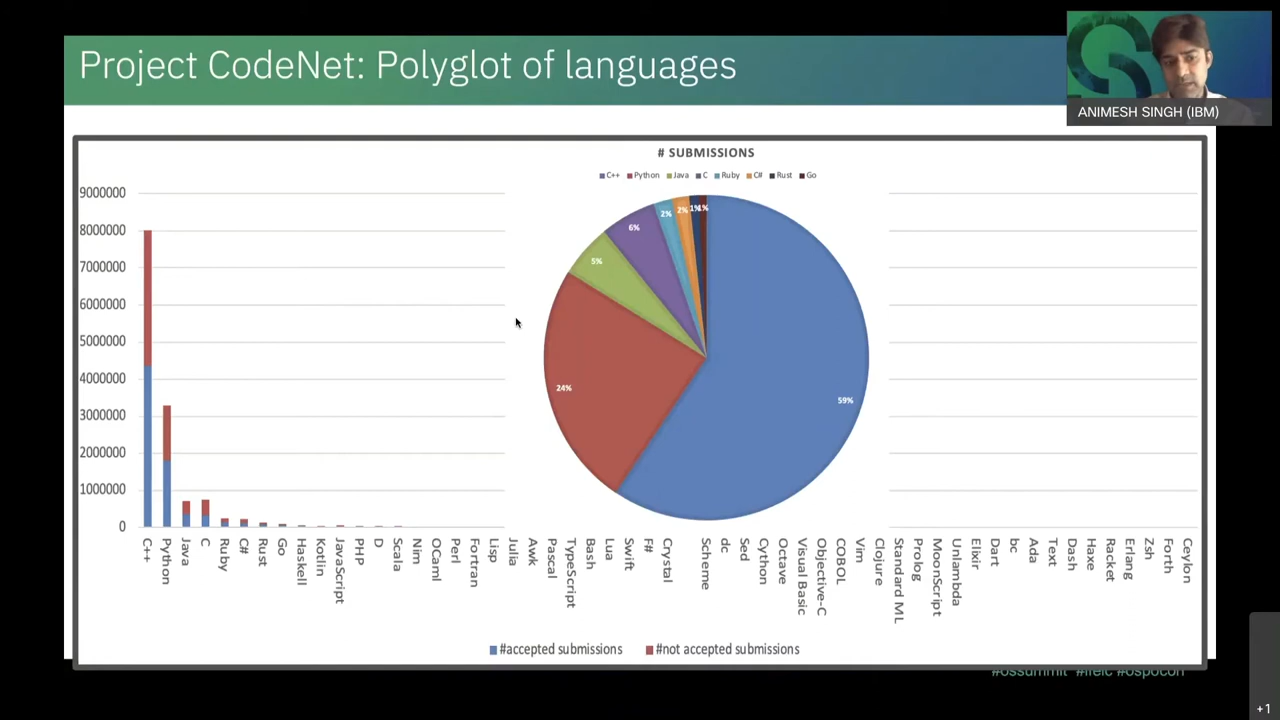 Project CodeNet: Polyglot of languages
ANIMESH SINGH (IBM)
# SUBMISSIONS
C++ Python Java C Ruby C# Rust Go
9000000
8000000
7000000
6000000
5000000
4000000
3000000
2000000
1000000
0
6%
2%
2%
1%
1%
5%
24%
59%
C++
Python
Java
C
Ruby
C#
Rust
Go
Haskell
Kotlin
JavaScript
PHP
D
Scala
Nim
OCaml
Perl
Fortran
Lisp
Julia
Awk
Pascal
TypeScript
Bash
Lua
Swift
F#
Crystal
Scheme
dc
Sed
Cython
Octave
Visual Basic
Objective-C
COBOL
Vim
Clojure
Standard ML
Prolog
MoonScript
Unlambda
Elixir
Dart
bc
Ada
Text
Dash
Haxe
Racket
Erlang
Zsh
Forth
Ceylon
#accepted submissions #not accepted submissions
#ossummit #lfelc #ospocon
+1